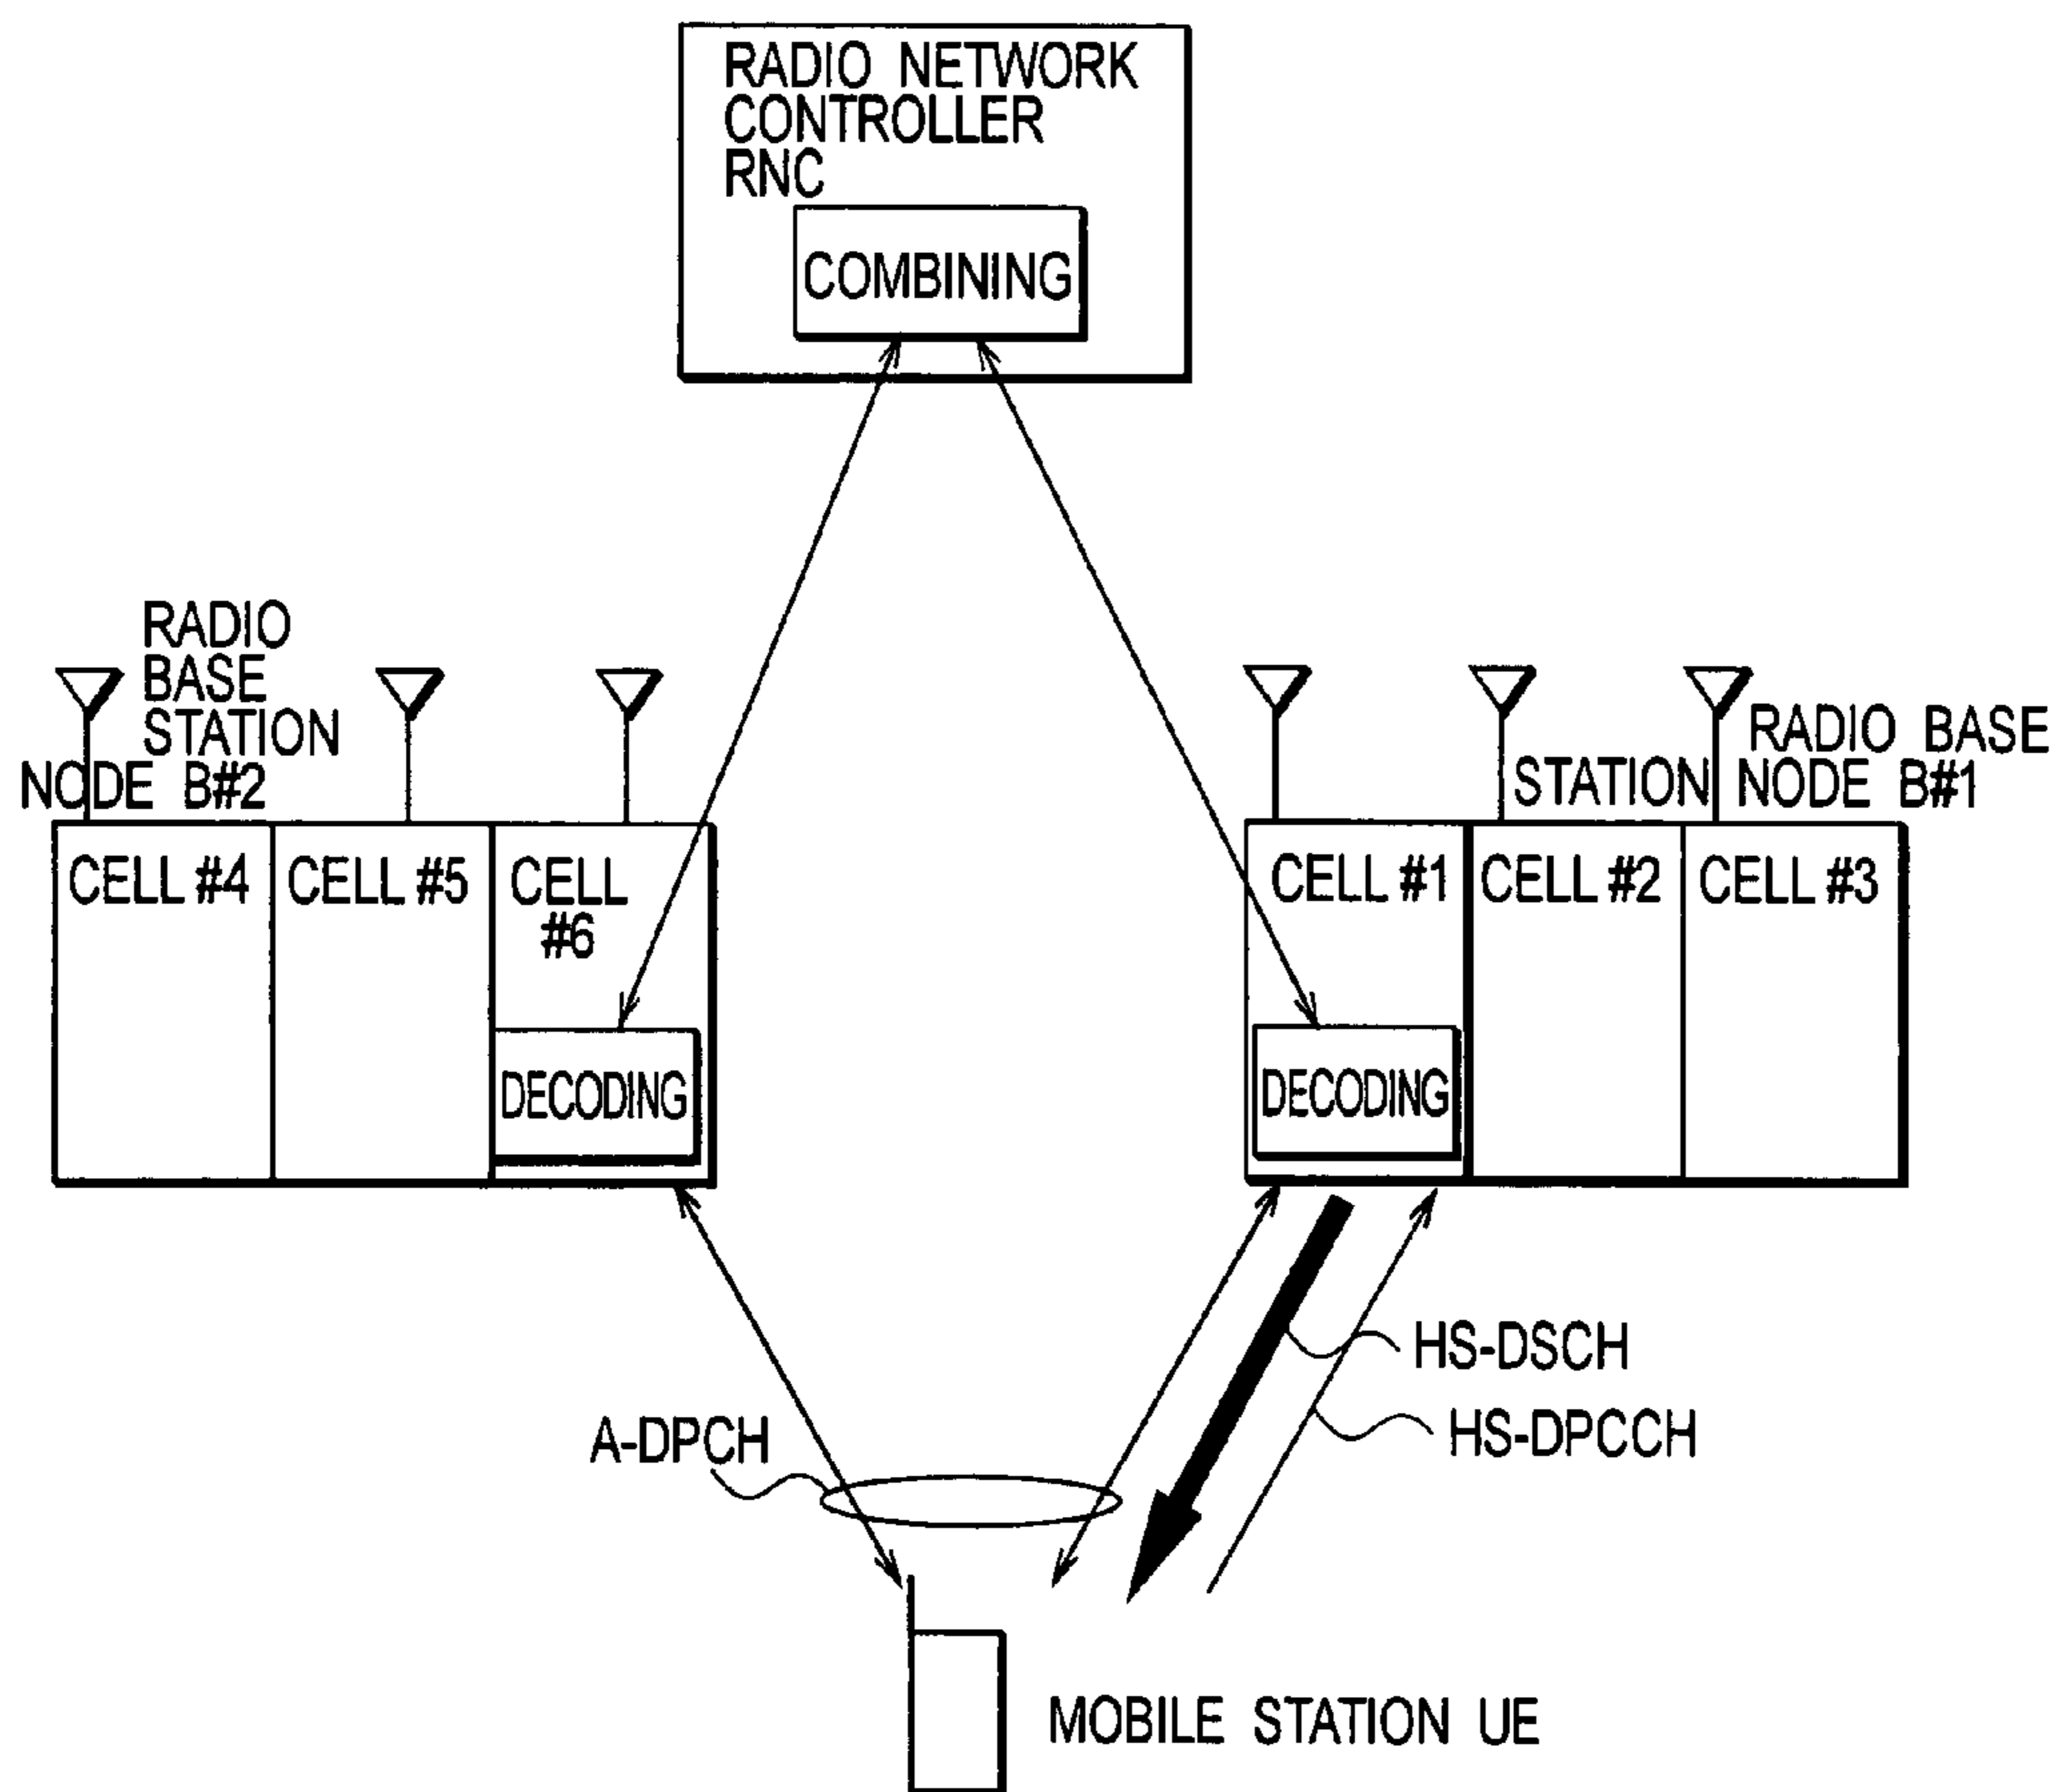 RADIO NETWORK
CONTROLLER
RNC
COMBINING
RADIO
BASE
STATION
NODE B#2
RADIO BASE
STATION NODE B#1
CELL #4
CELL #5
CELL
#6
CELL #1
CELL #2
CELL #3
DECODING
DECODING
HS-DSCH
HS-DPCCH
A-DPCH
MOBILE STATION UE